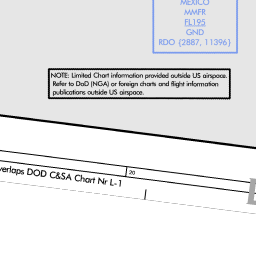 MEXICO
MMFR
FL195
GND
RDO (2887, 11396)
NOTE: Limited Chart information provided outside US airspace.
Refer to DoD (NGA) or foreign charts and flight information
publications outside US airspace.
20
verlaps DOD C&SA Chart Nr L-1